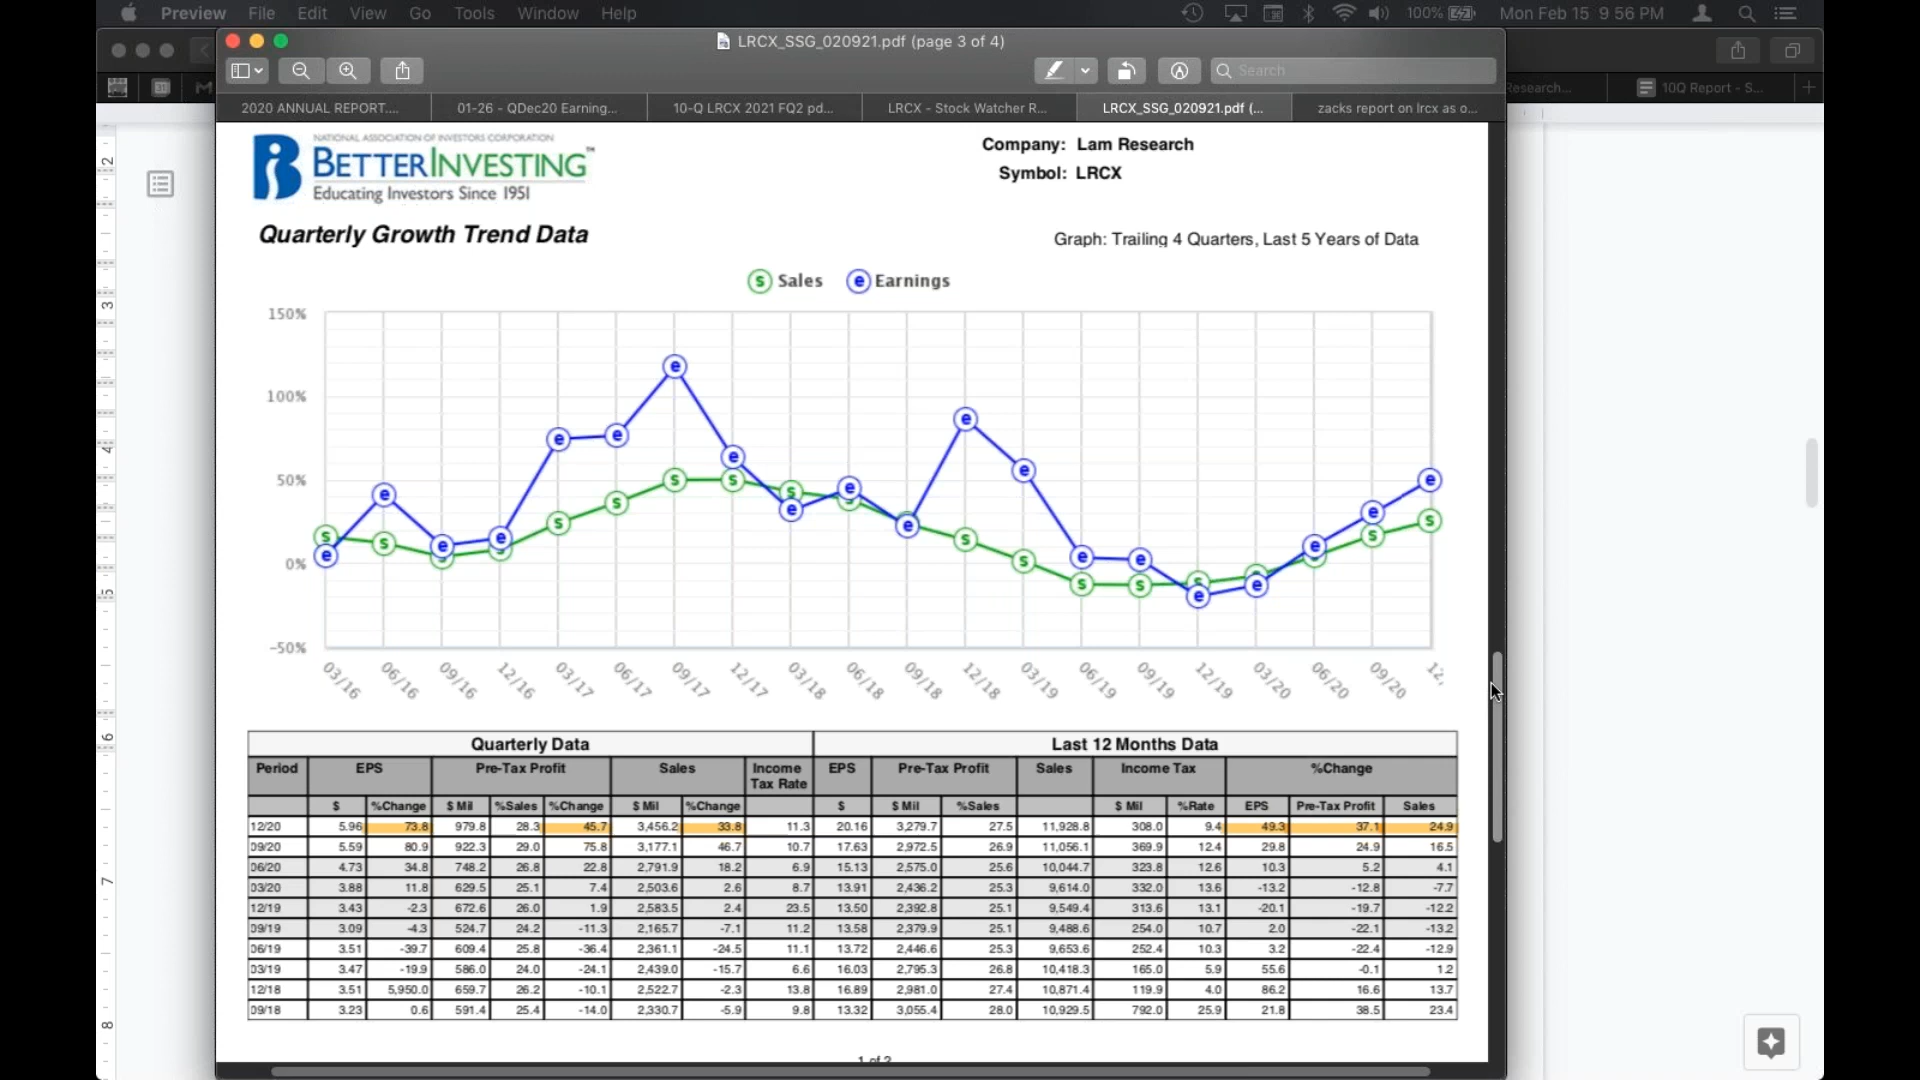 Preview File Edit View Go Tools Window Help 100% Mon Feb 15 9:56 PM
LRCX_SSG_020921.pdf (page 3 of 4)
Search
2020 ANNUAL REPORT.... 01-26 - QDec20 Earning... 10-Q LRCX 2021 FQ2 pd... LRCX - Stock Watcher R... LRCX_SSG_020921.pdf (... zacks report on lrcx as o... Research... 10Q Report - S...
NATIONAL ASSOCIATION OF INVESTORS CORPORATION
BETTERINVESTING™
Educating Investors Since 1951
Company: Lam Research
Symbol: LRCX
Quarterly Growth Trend Data
Graph: Trailing 4 Quarters, Last 5 Years of Data
S Sales e Earnings
150%
100%
50%
0%
-50%
03/16 06/16 09/16 12/16 03/17 06/17 09/17 12/17 03/18 06/18 09/18 12/18 03/19 06/19 09/19 12/19 03/20 06/20 09/20 12,
Quarterly Data Last 12 Months Data
Period EPS Pre-Tax Profit Sales Income Tax Rate EPS Pre-Tax Profit Sales Income Tax %Change
$ %Change $ Mil %Sales %Change $ Mil %Change $ $ Mil %Sales $ Mil %Rate EPS Pre-Tax Profit Sales
12/20 5.96 73.8 979.8 28.3 45.7 3,456.2 33.8 11.3 20.16 3,279.7 27.5 11,928.8 308.0 9.4 49.3 37.1 24.9
09/20 5.59 80.9 922.3 29.0 75.8 3,177.1 46.7 10.7 17.63 2,972.5 26.9 11,056.1 369.9 12.4 29.8 24.9 16.5
06/20 4.73 34.8 748.2 26.8 22.8 2,791.9 18.2 6.9 15.13 2,575.0 25.6 10,044.7 323.8 12.6 10.3 5.2 4.1
03/20 3.88 11.8 629.5 25.1 7.4 2,503.6 2.6 8.7 13.91 2,436.2 25.3 9,614.0 332.0 13.6 -13.2 -12.8 -7.7
12/19 3.43 -2.3 672.6 26.0 1.9 2,583.5 2.4 23.5 13.50 2,392.8 25.1 9,549.4 313.6 13.1 -20.1 -19.7 -12.2
09/19 3.09 -4.3 524.7 24.2 -11.3 2,165.7 -7.1 11.2 13.58 2,379.9 25.1 9,488.6 254.0 10.7 2.0 -22.1 -13.2
06/19 3.51 -39.7 609.4 25.8 -36.4 2,361.1 -24.5 11.1 13.72 2,446.6 25.3 9,653.6 252.4 10.3 3.2 -22.4 -12.9
03/19 3.47 -19.9 586.0 24.0 -24.1 2,439.0 -15.7 6.6 16.03 2,795.3 26.8 10,418.3 165.0 5.9 55.6 -0.1 1.2
12/18 3.51 5,950.0 659.7 26.2 -10.1 2,522.7 -2.3 13.8 16.89 2,981.0 27.4 10,871.4 119.9 4.0 86.2 16.6 13.7
09/18 3.23 0.6 591.4 25.4 -14.0 2,330.7 -5.9 9.8 13.32 3,055.4 28.0 10,929.5 792.0 25.9 21.8 38.5 23.4
1 of 2
2
3
4
5
6
7
8